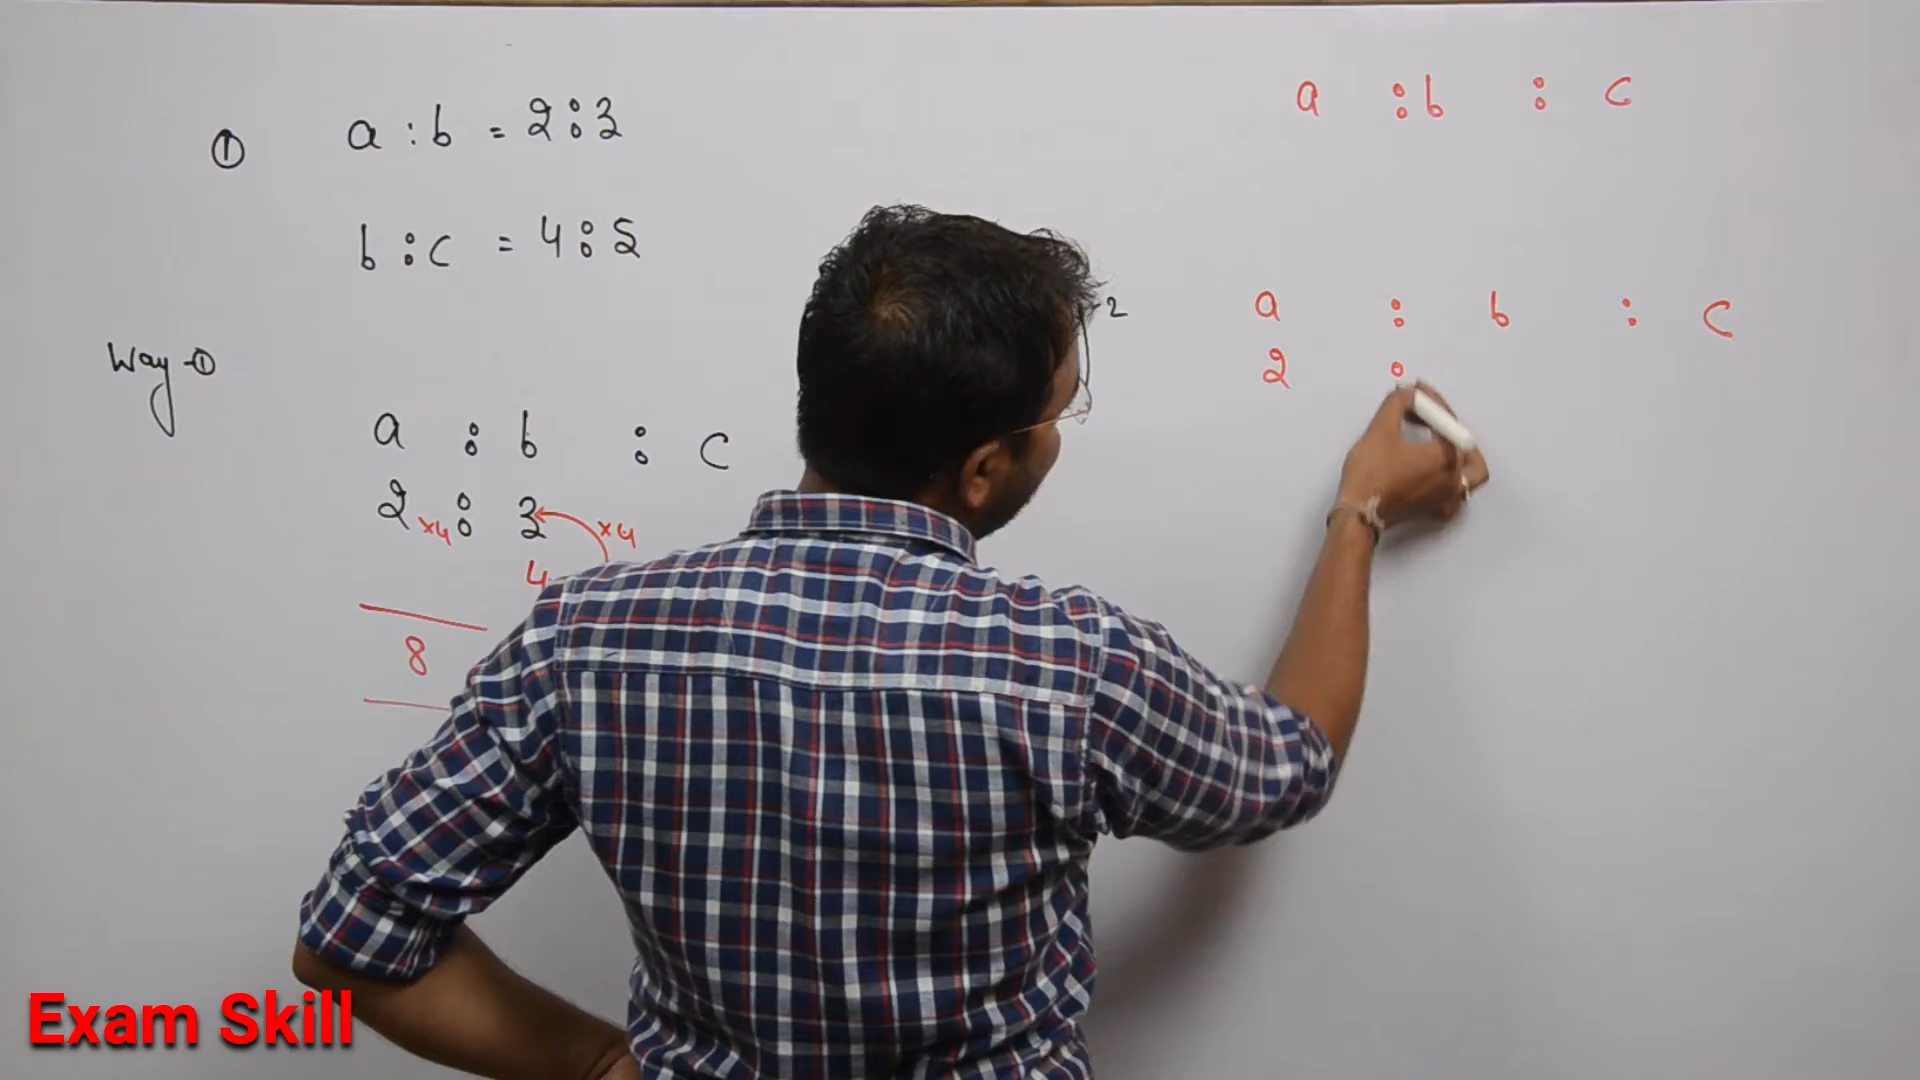 ① a : b = 2 : 3
b : c = 4 : 5
Way-①
a : b : c
2 ×4 : 3 ×4
4
8
a : b : c
-2
a : b : c
2 :
Exam Skill